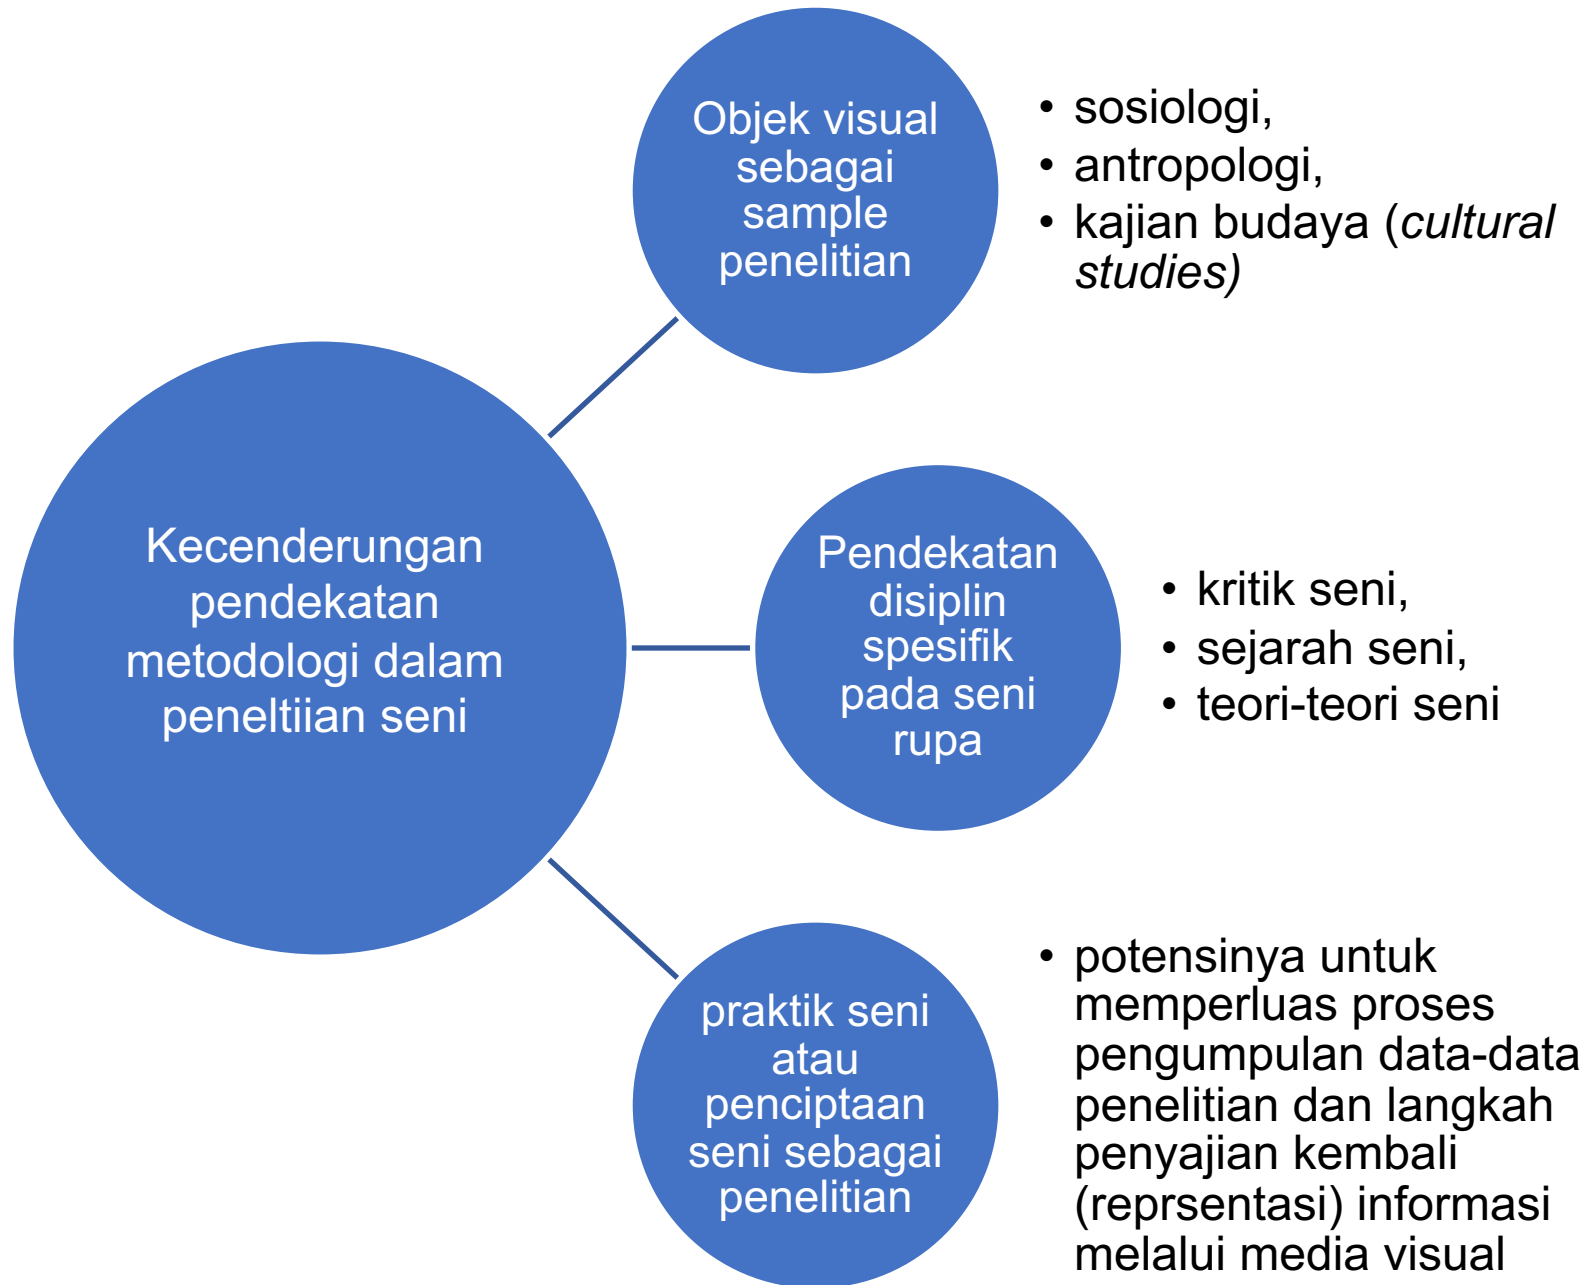 Kecenderungan
pendekatan
metodologi dalam
peneltiian seni
Objek visual
sebagai
sample
penelitian
• sosiologi,
• antropologi,
• kajian budaya (cultural
studies)
Pendekatan
disiplin
spesifik
pada seni
rupa
• kritik seni,
• sejarah seni,
• teori-teori seni
praktik seni
atau
penciptaan
seni sebagai
penelitian
• potensinya untuk
memperluas proses
pengumpulan data-data
penelitian dan langkah
penyajian kembali
(reprsentasi) informasi
melalui media visual